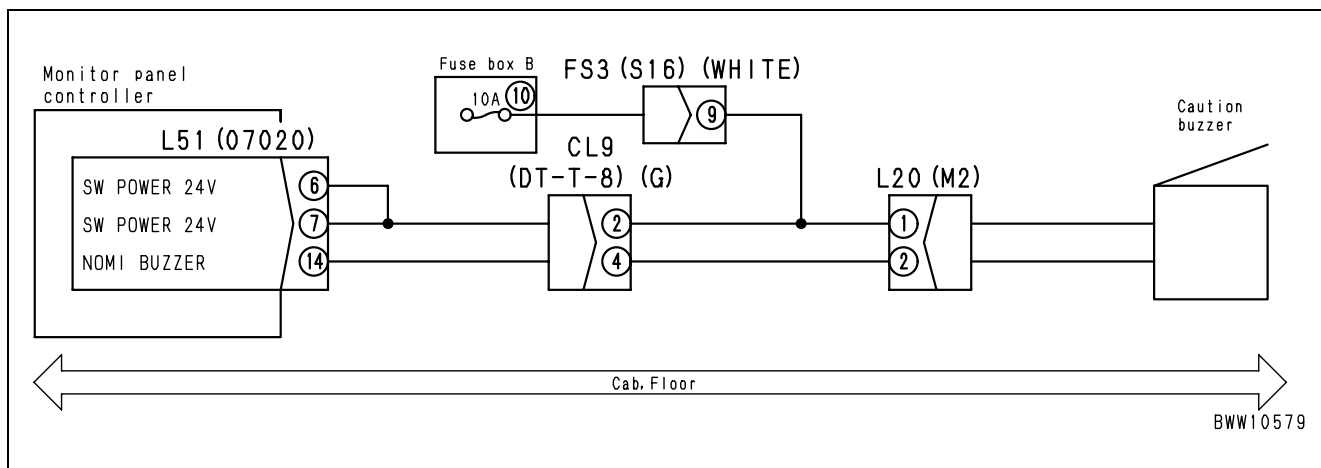 Monitor panel
controller
Fuse box B
10A 10
FS3 (S16) (WHITE)
9
Caution
buzzer
L51 (07020)
CL9
(DT-T-8) (G)
L20 (M2)
SW POWER 24V 6
SW POWER 24V 7
NOMI BUZZER 14
2
4
1
2
Cab, Floor
BWW10579